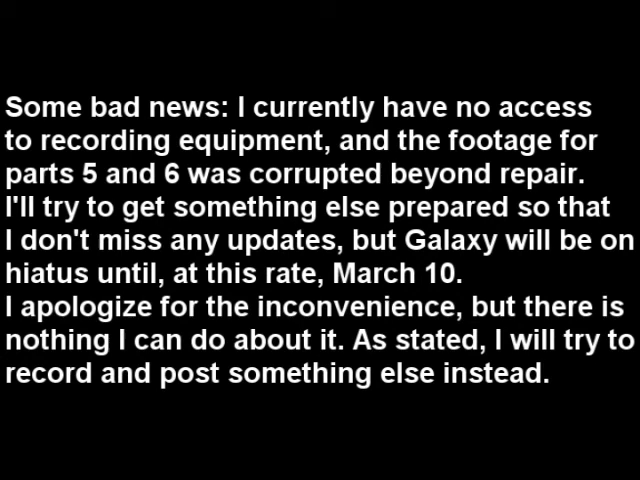 Some bad news: I currently have no access
to recording equipment, and the footage for
parts 5 and 6 was corrupted beyond repair.
I'll try to get something else prepared so that
I don't miss any updates, but Galaxy will be on
hiatus until, at this rate, March 10.
I apologize for the inconvenience, but there is
nothing I can do about it. As stated, I will try to
record and post something else instead.